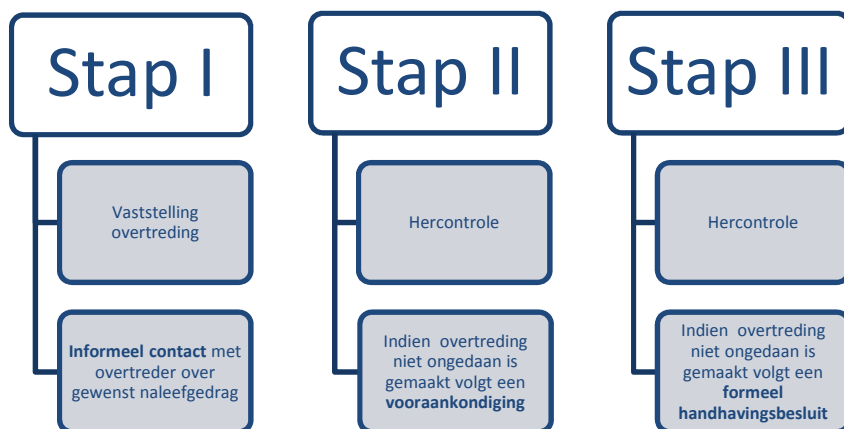 Stap I
Vaststelling
overtreding
Informeel contact met
overtreder over
gewenst naleefgedrag
Stap II
Hercontrole
Indien overtreding
niet ongedaan is
gemaakt volgt een
vooraankondiging
Stap III
Hercontrole
Indien overtreding
niet ongedaan is
gemaakt volgt een
formeel
handhavingsbesluit